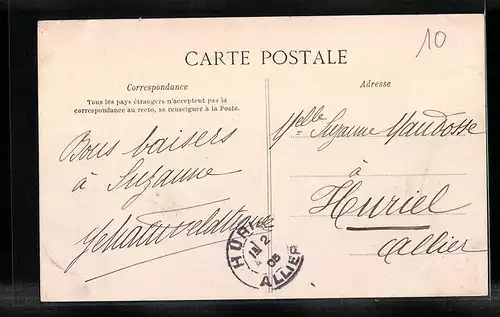 10
CARTE POSTALE
Correspondance
Tous les pays étrangers n'acceptent pas la
correspondance au recto, se renseigner à la Poste.
Bons baisers
à Suzanne
Adresse
Melle Suzanne
à
Huriel
Allier
HURIEL
2
05
ALLIER